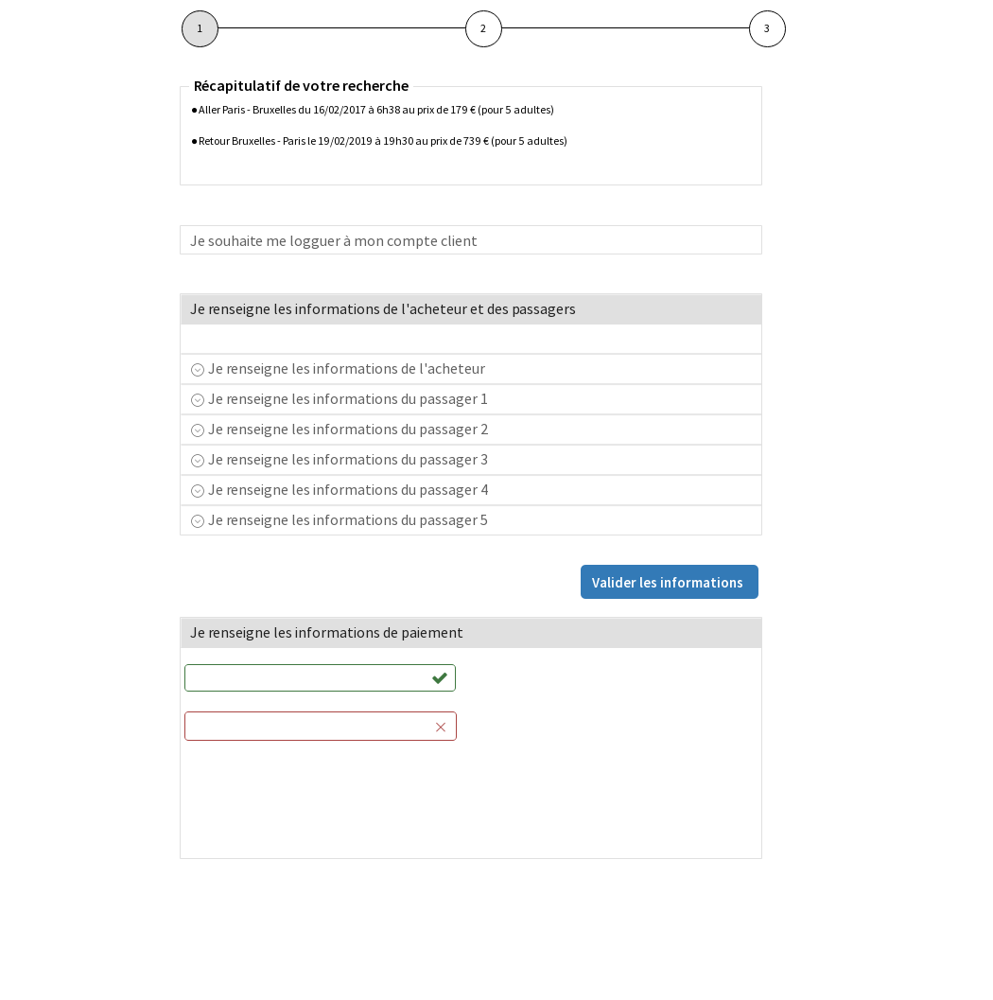 1
2
3
Récapitulatif de votre recherche
● Aller Paris - Bruxelles du 16/02/2017 à 6h38 au prix de 179 € (pour 5 adultes)
● Retour Bruxelles - Paris le 19/02/2019 à 19h30 au prix de 739 € (pour 5 adultes)
Je souhaite me logguer à mon compte client
Je renseigne les informations de l'acheteur et des passagers
Je renseigne les informations de l'acheteur
Je renseigne les informations du passager 1
Je renseigne les informations du passager 2
Je renseigne les informations du passager 3
Je renseigne les informations du passager 4
Je renseigne les informations du passager 5
Valider les informations
Je renseigne les informations de paiement